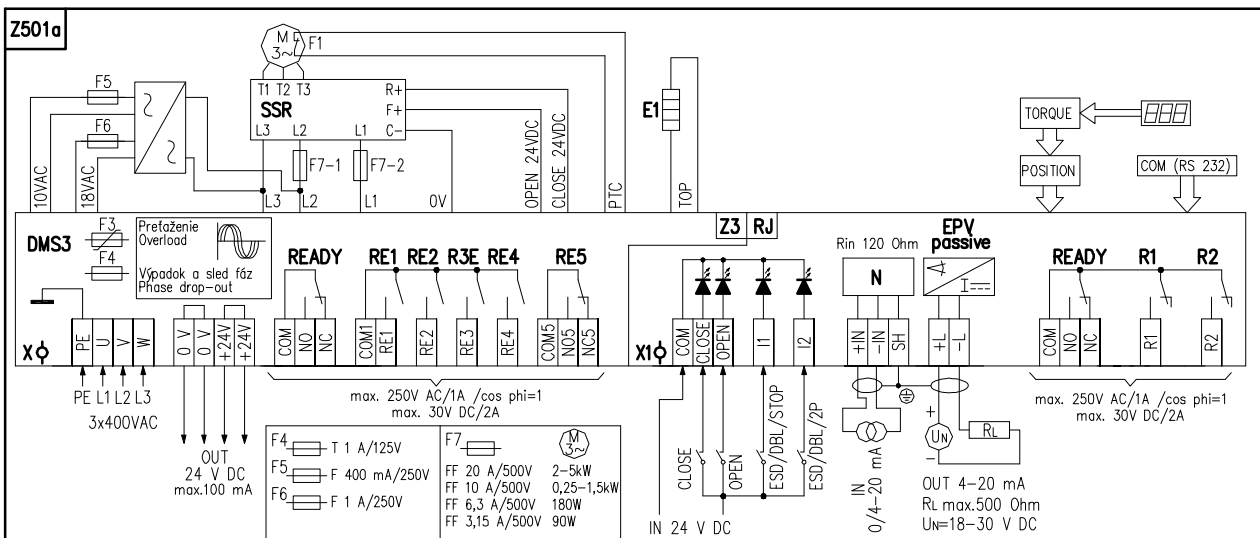 Z501a
M
3~
F1
F5
F6
T1 T2 T3
R+
SSR
F+
L3 L2 L1 C-
E1
TORQUE
POSITION
COM (RS 232)
F7-1
F7-2
10VAC
18VAC
L3
L2
L1
0V
OPEN 24VDC
CLOSE 24VDC
PTC
TOP
DMS3
F3
Preťaženie
Overload
F4
Výpadok a sled fáz
Phase drop-out
READY
RE1 RE2 R3E RE4
RE5
Z3 RJ
Rin 120 Ohm
N
EPV
passive
I
READY R1 R2
X
PE
U
V
W
0 V
0 V
+24V
+24V
COM
NO
NC
COM1
RE1
RE2
RE3
RE4
COM5
NO5
NC5
X1
COM
CLOSE
OPEN
I1
I2
+IN
-IN
SH
+L
-L
COM
NO
NC
R1
R2
PE L1 L2 L3
3x400VAC
max. 250V AC/1A /cos phi=1
max. 30V DC/2A
OUT
24 V DC
max.100 mA
F4 T 1 A/125V
F5 F 400 mA/250V
F6 F 1 A/250V
F7
M
3~
FF 20 A/500V 2-5kW
FF 10 A/500V 0,25-1,5kW
FF 6,3 A/500V 180W
FF 3,15 A/500V 90W
CLOSE
OPEN
ESD/DBL/STOP
ESD/DBL/2P
IN 24 V DC
IN
0/4-20 mA
+
UN
-
RL
OUT 4-20 mA
RL max.500 Ohm
UN=18-30 V DC
max. 250V AC/1A /cos phi=1
max. 30V DC/2A